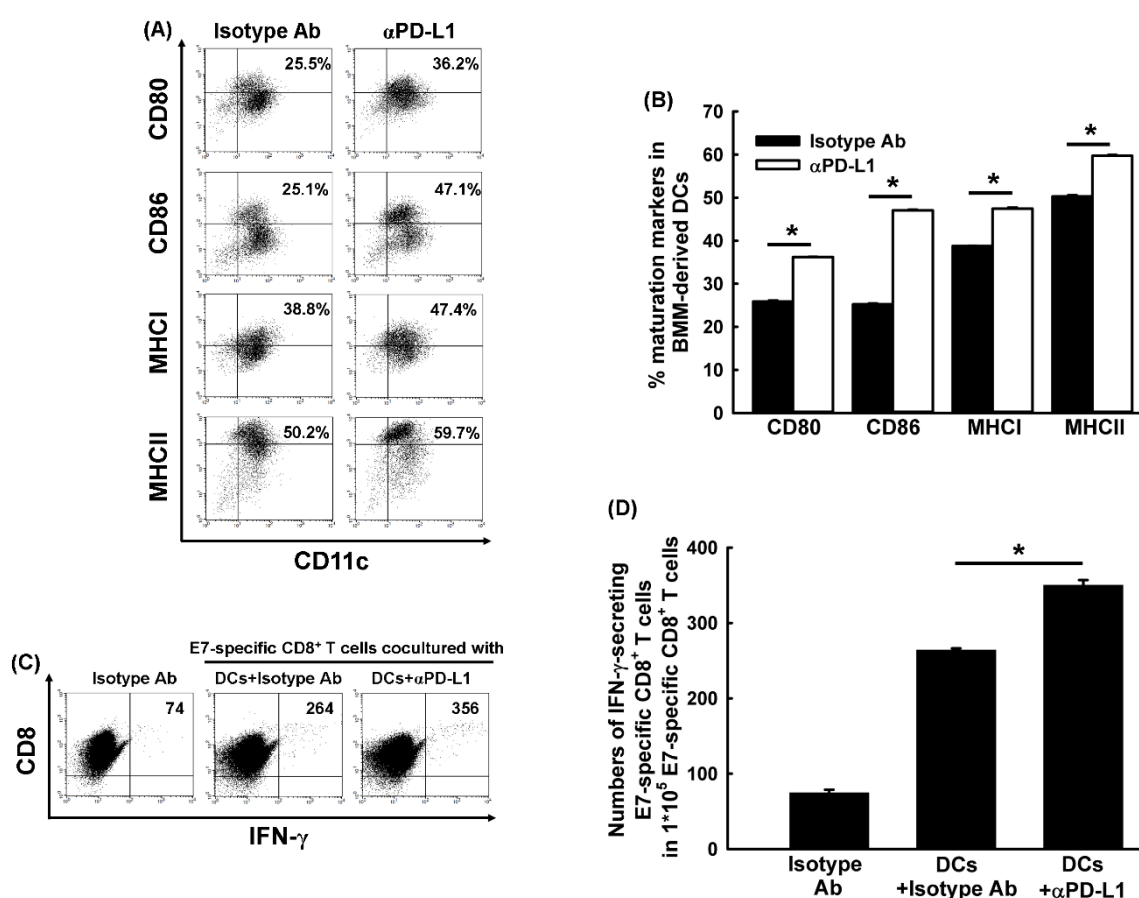 (A)
Isotype Ab αPD-L1
CD80
25.5% 36.2%
CD86
25.1% 47.1%
MHCI
38.8% 47.4%
MHCII
50.2% 59.7%
CD11c
(B)
% maturation markers in
BMM-derived DCs
70
60
50
40
30
20
10
0
Isotype Ab
αPD-L1
* * * *
CD80 CD86 MHCI MHCII
(C)
E7-specific CD8⁺ T cells cocultured with
Isotype Ab DCs+Isotype Ab DCs+αPD-L1
CD8
74 264 356
IFN-γ
(D)
Numbers of IFN-γ-secreting
E7-specific CD8⁺ T cells
in 1*10⁵ E7-specific CD8⁺ T cells
400
300
200
100
0
*
Isotype DCs DCs
Ab +Isotype Ab +αPD-L1